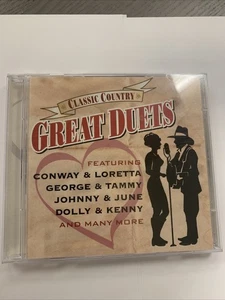 CLASSIC COUNTRY
GREAT DUETS
FEATURING
CONWAY & LORETTA
GEORGE & TAMMY
JOHNNY & JUNE
DOLLY & KENNY
AND MANY MORE